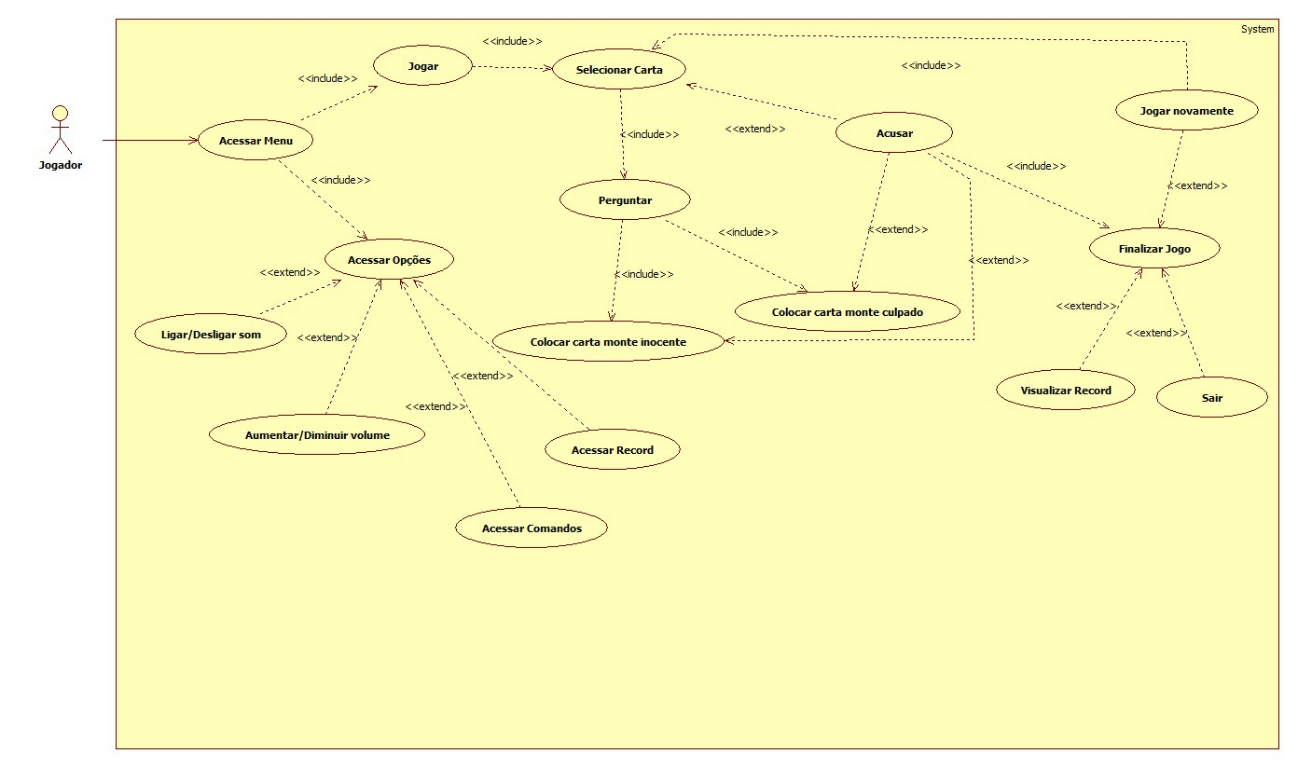 System
<<include>>
Jogar
Selecionar Carta
<<include>>
<<include>>
Jogar novamente
Acessar Menu
<<extend>>
Acusar
<<include>>
Jogador
<<include>>
<<include>>
<<extend>>
Perguntar
<<include>>
<<extend>>
Finalizar Jogo
Acessar Opções
<<extend>>
<<include>>
<<extend>>
<<extend>>
<<extend>>
Colocar carta monte culpado
Ligar/Desligar som
<<extend>>
Colocar carta monte inocente
<<extend>>
<<extend>>
Visualizar Record
Sair
Aumentar/Diminuir volume
Acessar Record
Acessar Comandos